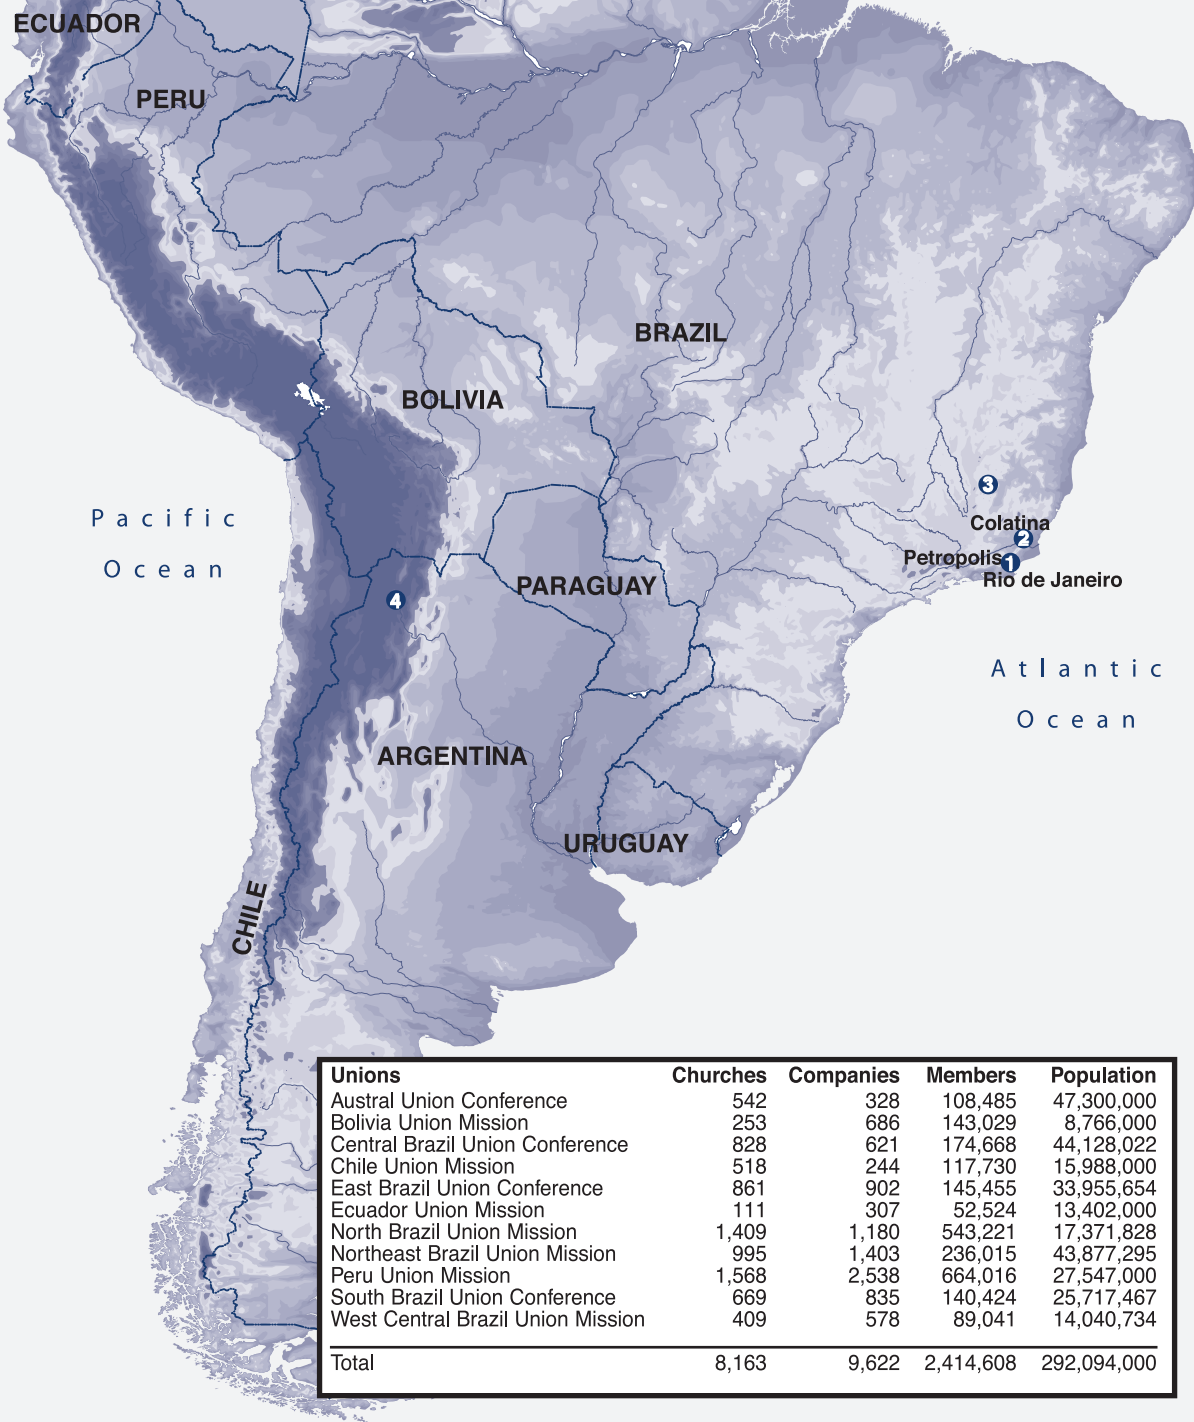 ECUADOR
PERU
BRAZIL
BOLIVIA
3
Pacific
Ocean
Colatina
2
Petropolis
1
Rio de Janeiro
PARAGUAY
4
Atlantic
Ocean
ARGENTINA
URUGUAY
CHILE
Unions Churches Companies Members Population
Austral Union Conference 542 328 108,485 47,300,000
Bolivia Union Mission 253 686 143,029 8,766,000
Central Brazil Union Conference 828 621 174,668 44,128,022
Chile Union Mission 518 244 117,730 15,988,000
East Brazil Union Conference 861 902 145,455 33,955,654
Ecuador Union Mission 111 307 52,524 13,402,000
North Brazil Union Mission 1,409 1,180 543,221 17,371,828
Northeast Brazil Union Mission 995 1,403 236,015 43,877,295
Peru Union Mission 1,568 2,538 664,016 27,547,000
South Brazil Union Conference 669 835 140,424 25,717,467
West Central Brazil Union Mission 409 578 89,041 14,040,734
Total 8,163 9,622 2,414,608 292,094,000